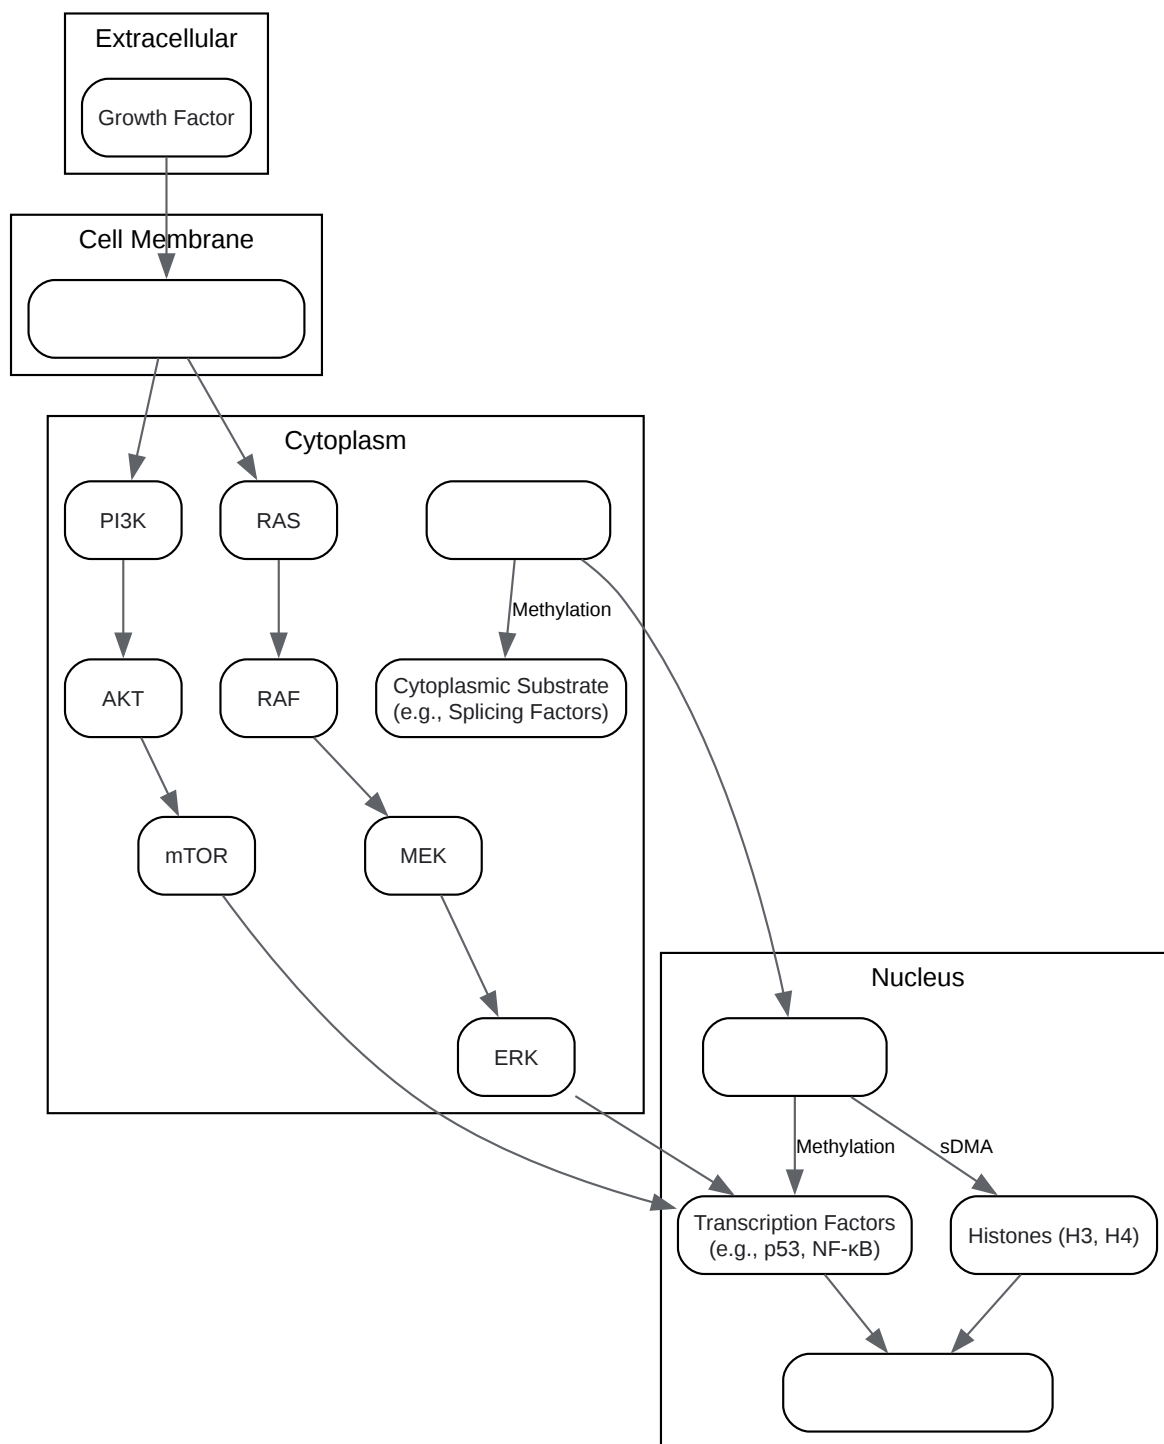 Extracellular
Growth Factor
Cell Membrane
Cytoplasm
PI3K
RAS
Methylation
AKT
RAF
Cytoplasmic Substrate
(e.g., Splicing Factors)
mTOR
MEK
Nucleus
ERK
Methylation
sDMA
Transcription Factors
(e.g., p53, NF-κB)
Histones (H3, H4)